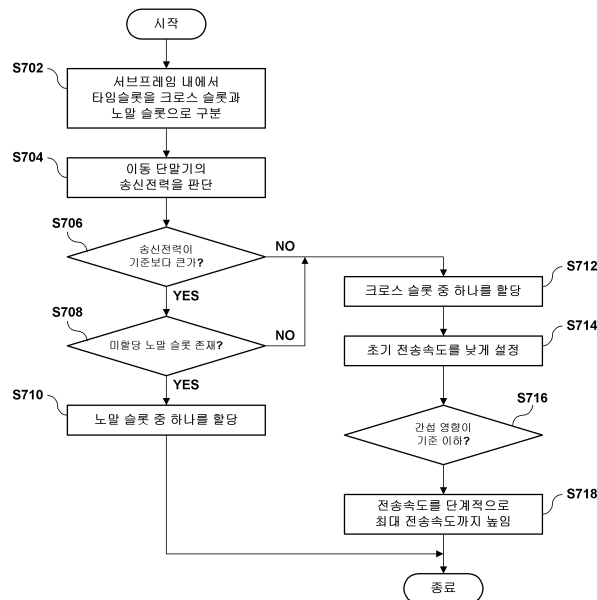 시작
S702
서브프레임 내에서
타임슬롯을 크로스 슬롯과
노말 슬롯으로 구분
S704
이동 단말기의
송신전력을 판단
S706
송신전력이
기준보다 큰가?
NO
YES
S708
미할당 노말 슬롯 존재?
NO
YES
S710
노말 슬롯 중 하나를 할당
S712
크로스 슬롯 중 하나를 할당
S714
초기 전송속도를 낮게 설정
S716
간섭 영향이
기준 이하?
S718
전송속도를 단계적으로
최대 전송속도까지 높임
종료